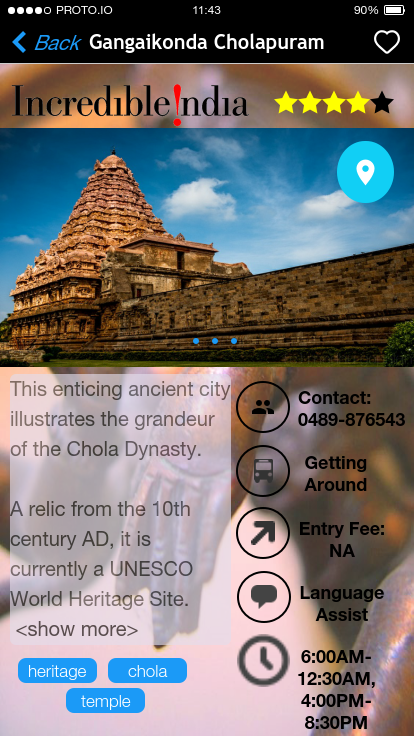 PROTO.IO 11:43 90%
Back Gangaikonda Cholapuram
Incredible!ndia
This enticing ancient city
illustrates the grandeur
of the Chola Dynasty.
A relic from the 10th
century AD, it is
currently a UNESCO
World Heritage Site.
<show more>
heritage chola
temple
Contact:
0489-876543
Getting
Around
Entry Fee:
NA
Language
Assist
6:00AM-
12:30AM,
4:00PM-
8:30PM